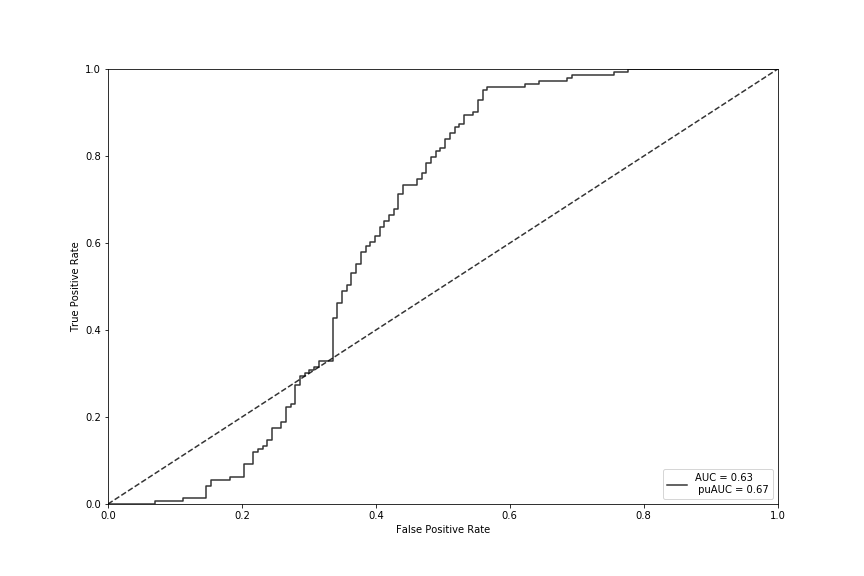 1.0
0.8
0.6
0.4
0.2
0.0
True Positive Rate
0.0 0.2 0.4 0.6 0.8 1.0
False Positive Rate
AUC = 0.63
puAUC = 0.67